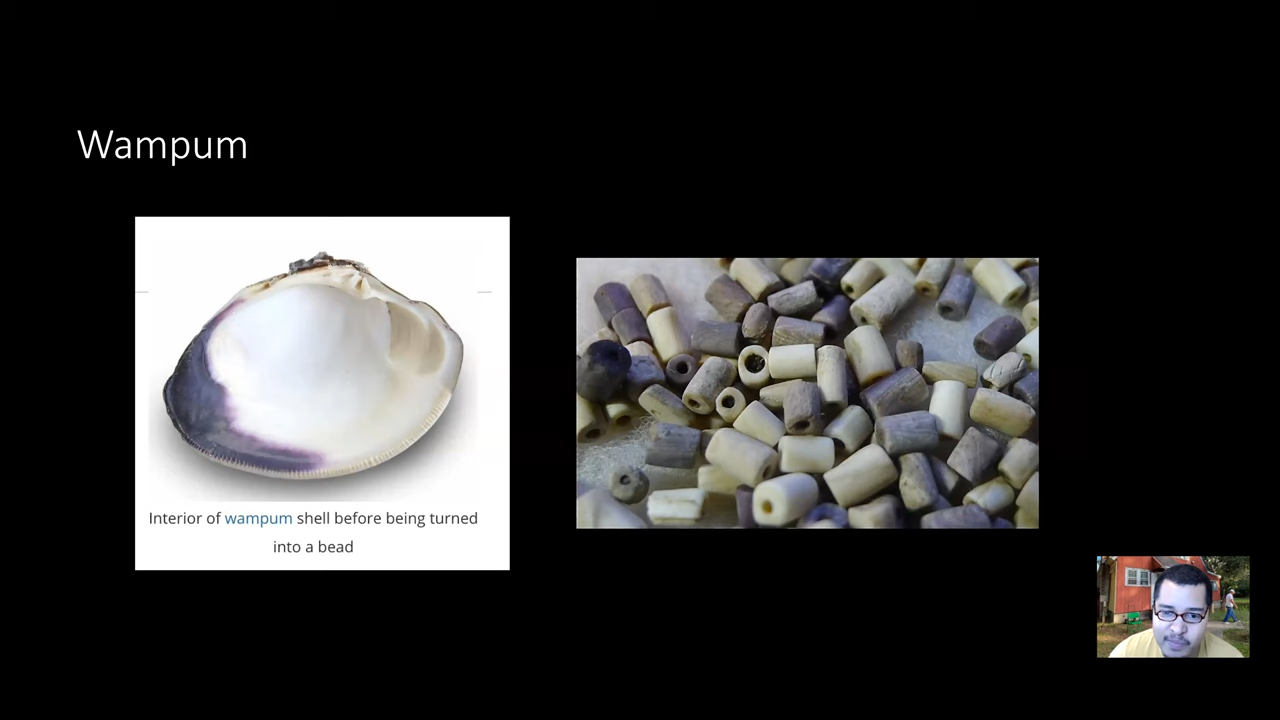 Wampum
Interior of wampum shell before being turned
into a bead